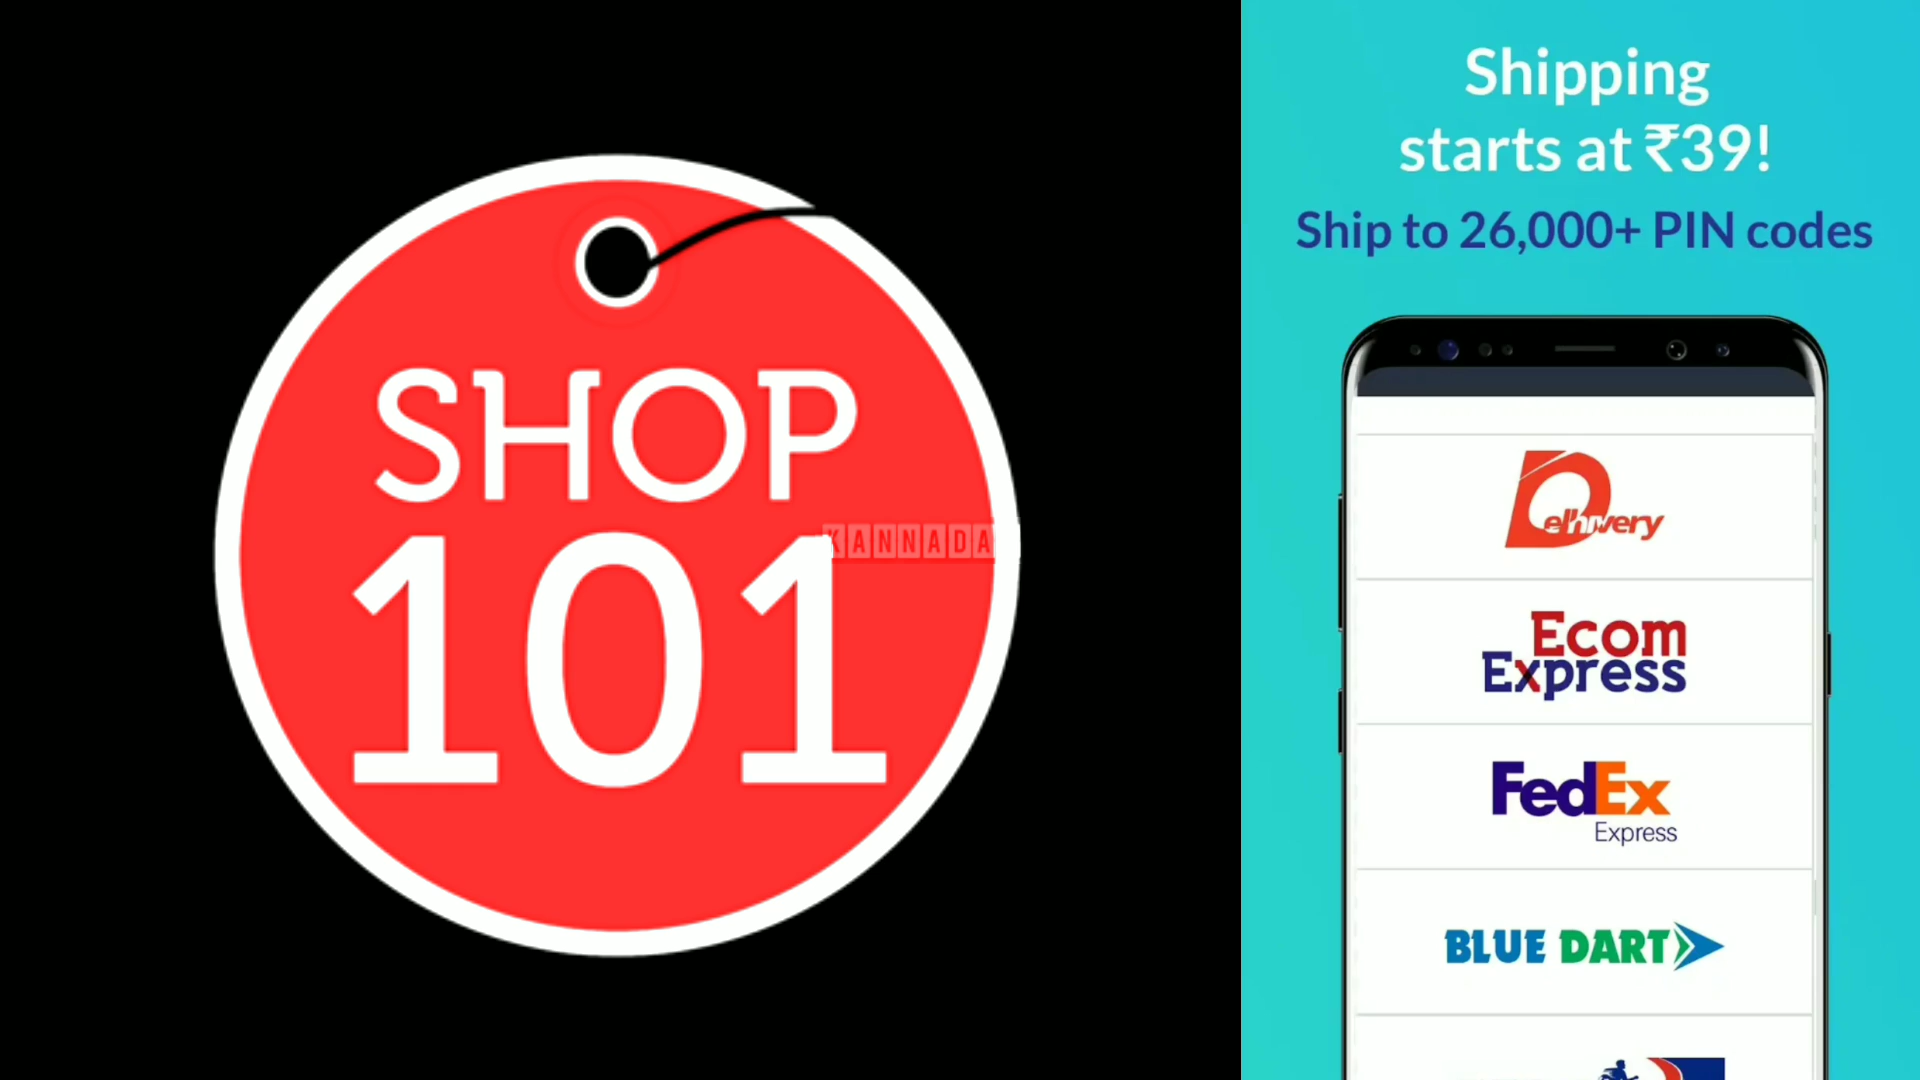 SHOP
101
KANNADA
Shipping
starts at ₹39!
Ship to 26,000+ PIN codes
Delhivery
Ecom
Express
FedEx
Express
BLUE DART